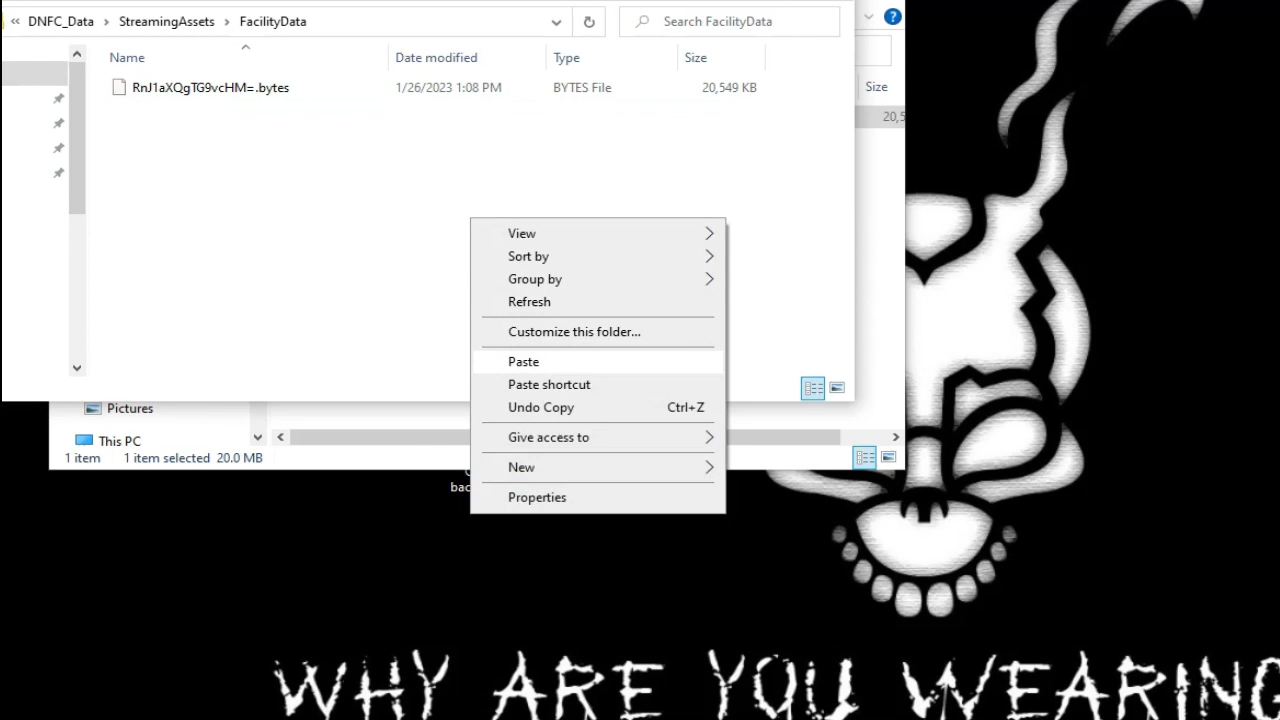 « DNFC_Data > StreamingAssets > FacilityData
Search FacilityData
?
Name Date modified Type Size
RnJ1aXQgTG9vcHM=.bytes 1/26/2023 1:08 PM BYTES File 20,549 KB
Size
20,5
View
Sort by
Group by
Refresh
Customize this folder...
Paste
Paste shortcut
Undo Copy Ctrl+Z
Give access to
New
Properties
Pictures
This PC
1 item 1 item selected 20.0 MB
bac
WHY ARE YOU WEARING